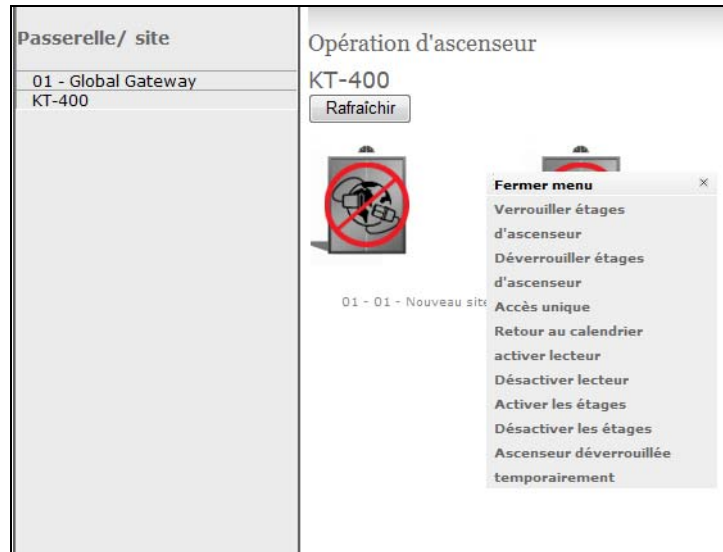 Passerelle/ site
01 - Global Gateway
KT-400
Opération d'ascenseur
KT-400
Rafraîchir
01 - 01 - Nouveau site
Fermer menu ×
Verrouiller étages
d'ascenseur
Déverrouiller étages
d'ascenseur
Accès unique
Retour au calendrier
activer lecteur
Désactiver lecteur
Activer les étages
Désactiver les étages
Ascenseur déverrouillée
temporairement